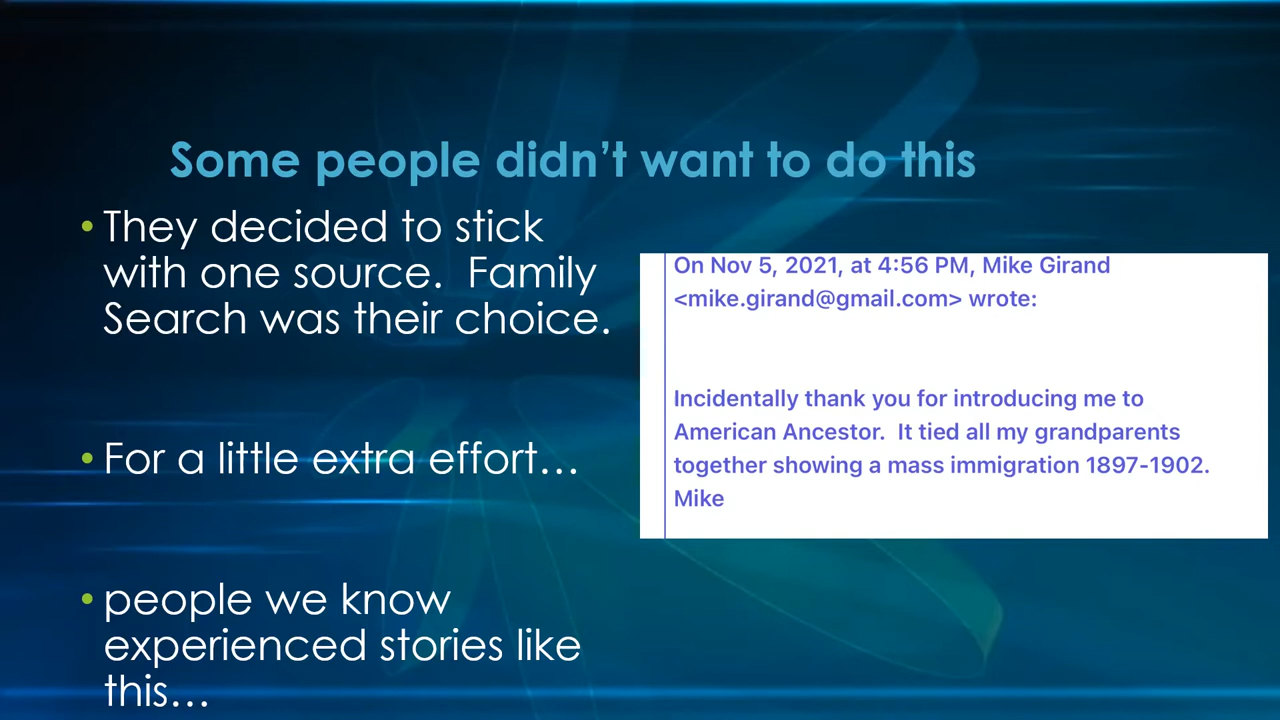 Some people didn’t want to do this
• They decided to stick
with one source.  Family
Search was their choice.
• For a little extra effort…
• people we know
experienced stories like
this…
On Nov 5, 2021, at 4:56 PM, Mike Girand
<mike.girand@gmail.com> wrote:
Incidentally thank you for introducing me to
American Ancestor.  It tied all my grandparents
together showing a mass immigration 1897-1902.
Mike